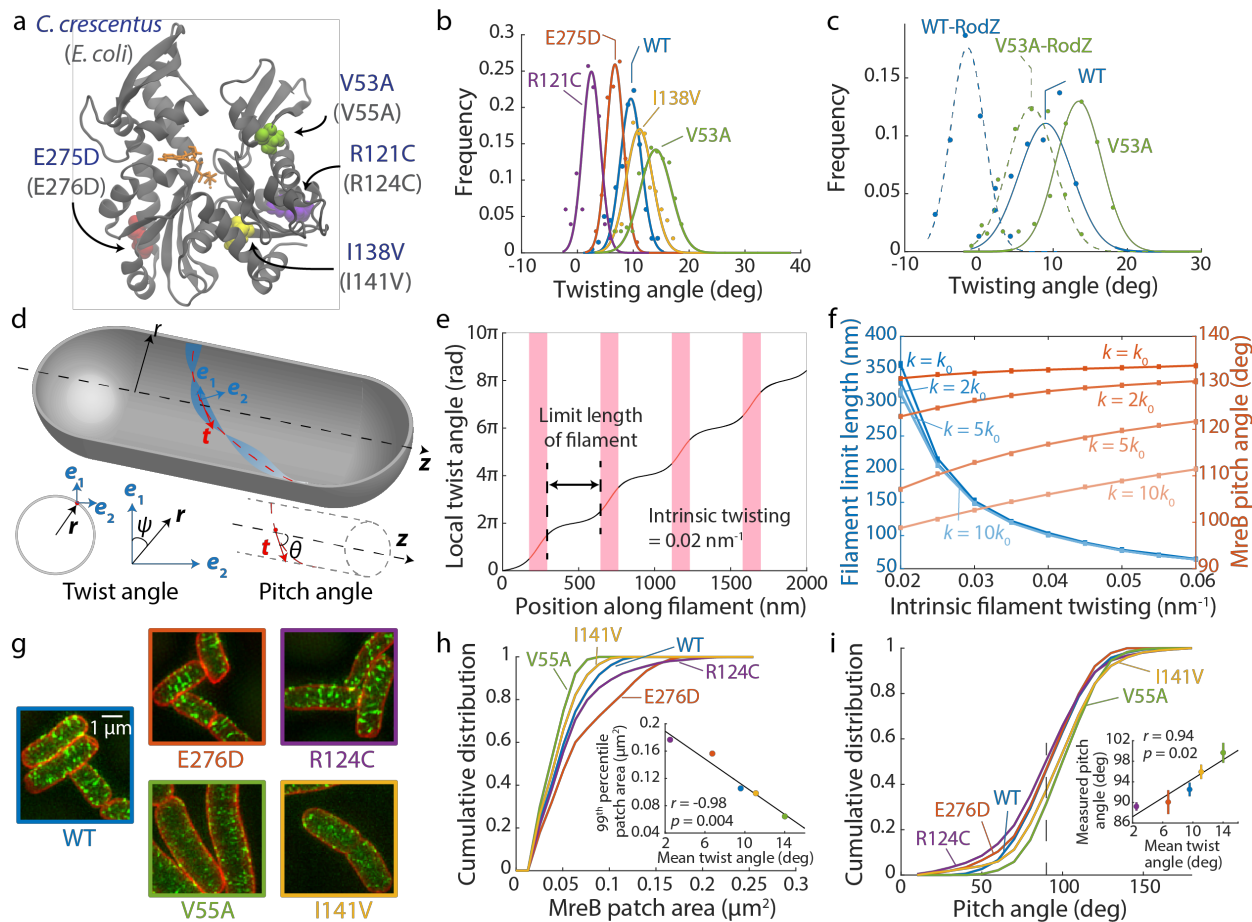 a
C. crescentus
(E. coli)
V53A
(V55A)
E275D
(E276D)
R121C
(R124C)
I138V
(I141V)
b
0.3
0.25
0.2
0.15
0.1
0.05
0
Frequency
E275D
WT
R121C
I138V
V53A
-10
0
10
20
30
40
Twisting angle (deg)
c
WT-RodZ
V53A-RodZ
WT
V53A
0.15
0.1
0.05
0
Frequency
-10
0
10
20
30
Twisting angle (deg)
d
r
e1
e2
t
z
e1
e2
r
e1
ψ
r
e2
t
θ
z
Twist angle
Pitch angle
e
10π
8π
6π
4π
2π
0
Local twist angle (rad)
Limit length
of filament
Intrinsic twisting
= 0.02 nm⁻¹
0
500
1000
1500
2000
Position along filament (nm)
f
400
350
300
250
200
150
100
50
Filament limit length (nm)
k = k₀
k = 2k₀
k = 5k₀
k = 10k₀
k = k₀
k = 2k₀
k = 5k₀
k = 10k₀
140
130
120
110
100
90
MreB pitch angle (deg)
0.02
0.03
0.04
0.05
0.06
Intrinsic filament twisting (nm⁻¹)
g
1 µm
WT
E276D
R124C
V55A
I141V
h
1
0.8
0.6
0.4
0.2
0
Cumulative distribution
I141V
WT
V55A
R124C
E276D
0.2
0.16
0.12
0.08
0.04
99th percentile
patch area (µm²)
r = -0.98
p = 0.004
2
6
10
14
Mean twist angle (deg)
0
0.05
0.1
0.15
0.2
0.25
0.3
MreB patch area (µm²)
i
1
0.8
0.6
0.4
0.2
0
Cumulative distribution
I141V
V55A
E276D
WT
R124C
102
98
94
90
86
Measured pitch
angle (deg)
r = 0.94
p = 0.02
2
6
10
14
Mean twist
angle (deg)
0
50
100
150
Pitch angle (deg)